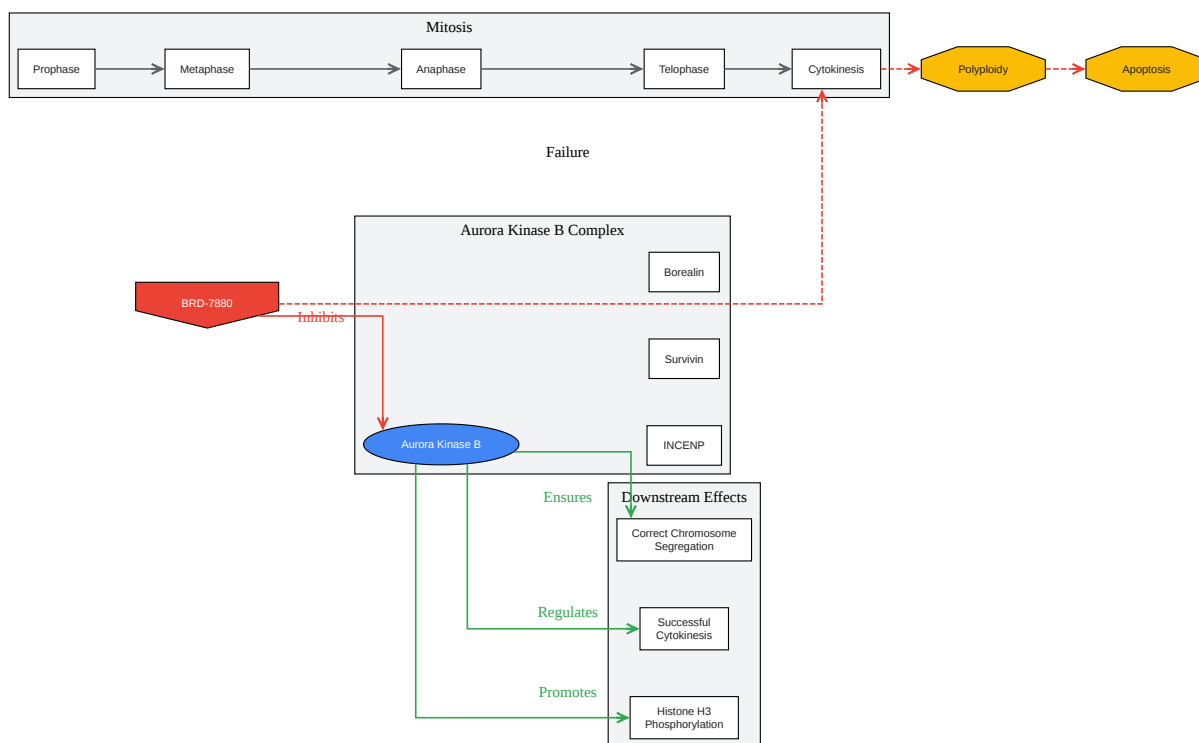 Mitosis
Prophase
Metaphase
Anaphase
Telophase
Cytokinesis
Polyploidy
Apoptosis
Failure
Aurora Kinase B Complex
Borealin
BRD-7880
Inhibits
Survivin
Aurora Kinase B
INCENP
Ensures
Downstream Effects
Correct Chromosome
Segregation
Regulates
Successful
Cytokinesis
Promotes
Histone H3
Phosphorylation